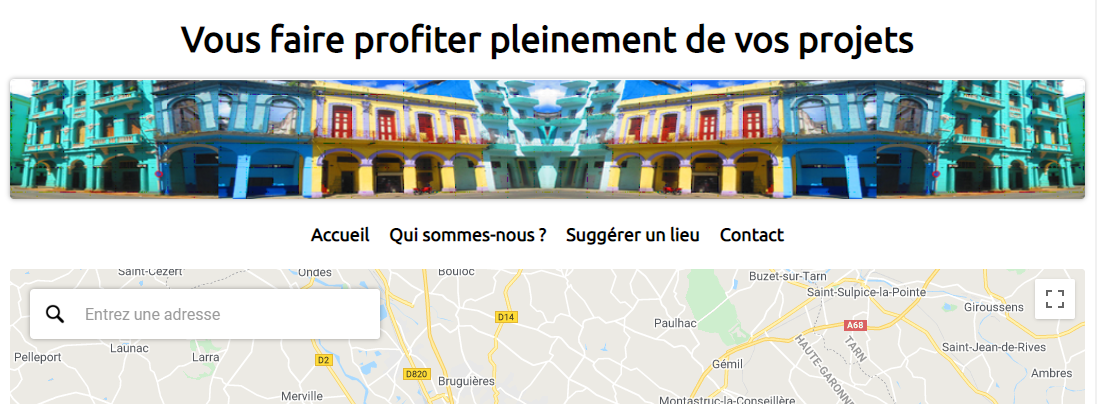 Vous faire profiter pleinement de vos projets
Accueil Qui sommes-nous ? Suggérer un lieu Contact
Saint-Cézert Ondes Bouloc Buzet-sur-Tarn
Saint-Sulpice-la-Pointe
Giroussens
Entrez une adresse
D14
Paulhac
A68
Launac
Larra
Pelleport
D2
HAUTE-GARONNE
TARN
Saint-Jean-de-Rives
Gémil
D820
Bruguières
Ambres
Merville
Montastruc-la-Conseillère